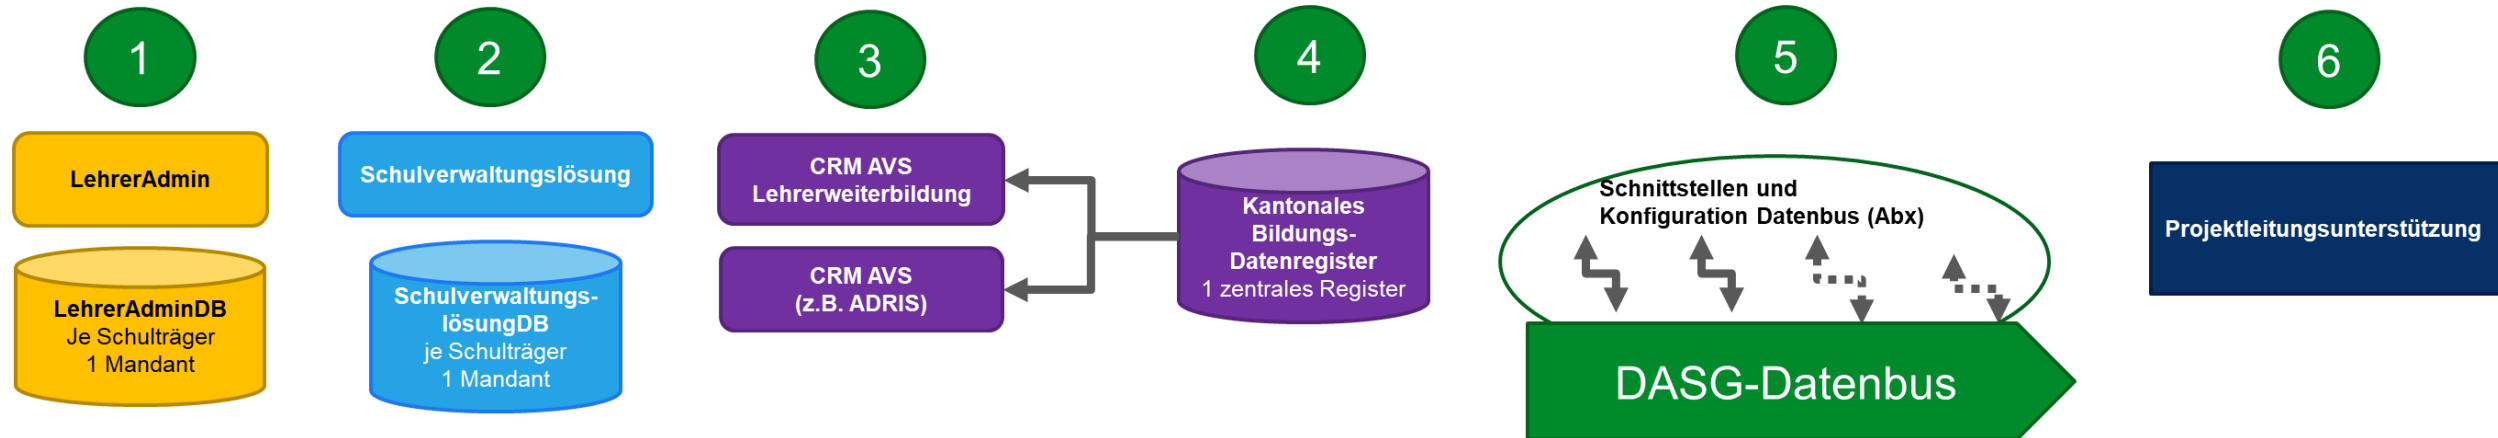 1
LehrerAdmin
LehrerAdminDB
Je Schulträger
1 Mandant
2
Schulverwaltungslösung
Schulverwaltungs-
lösungDB
je Schulträger
1 Mandant
3
CRM AVS
Lehrerweiterbildung
CRM AVS
(z.B. ADRIS)
4
Kantonales
Bildungs-
Datenregister
1 zentrales Register
5
Schnittstellen und
Konfiguration Datenbus (Abx)
DASG-Datenbus
6
Projektleitungsunterstützung